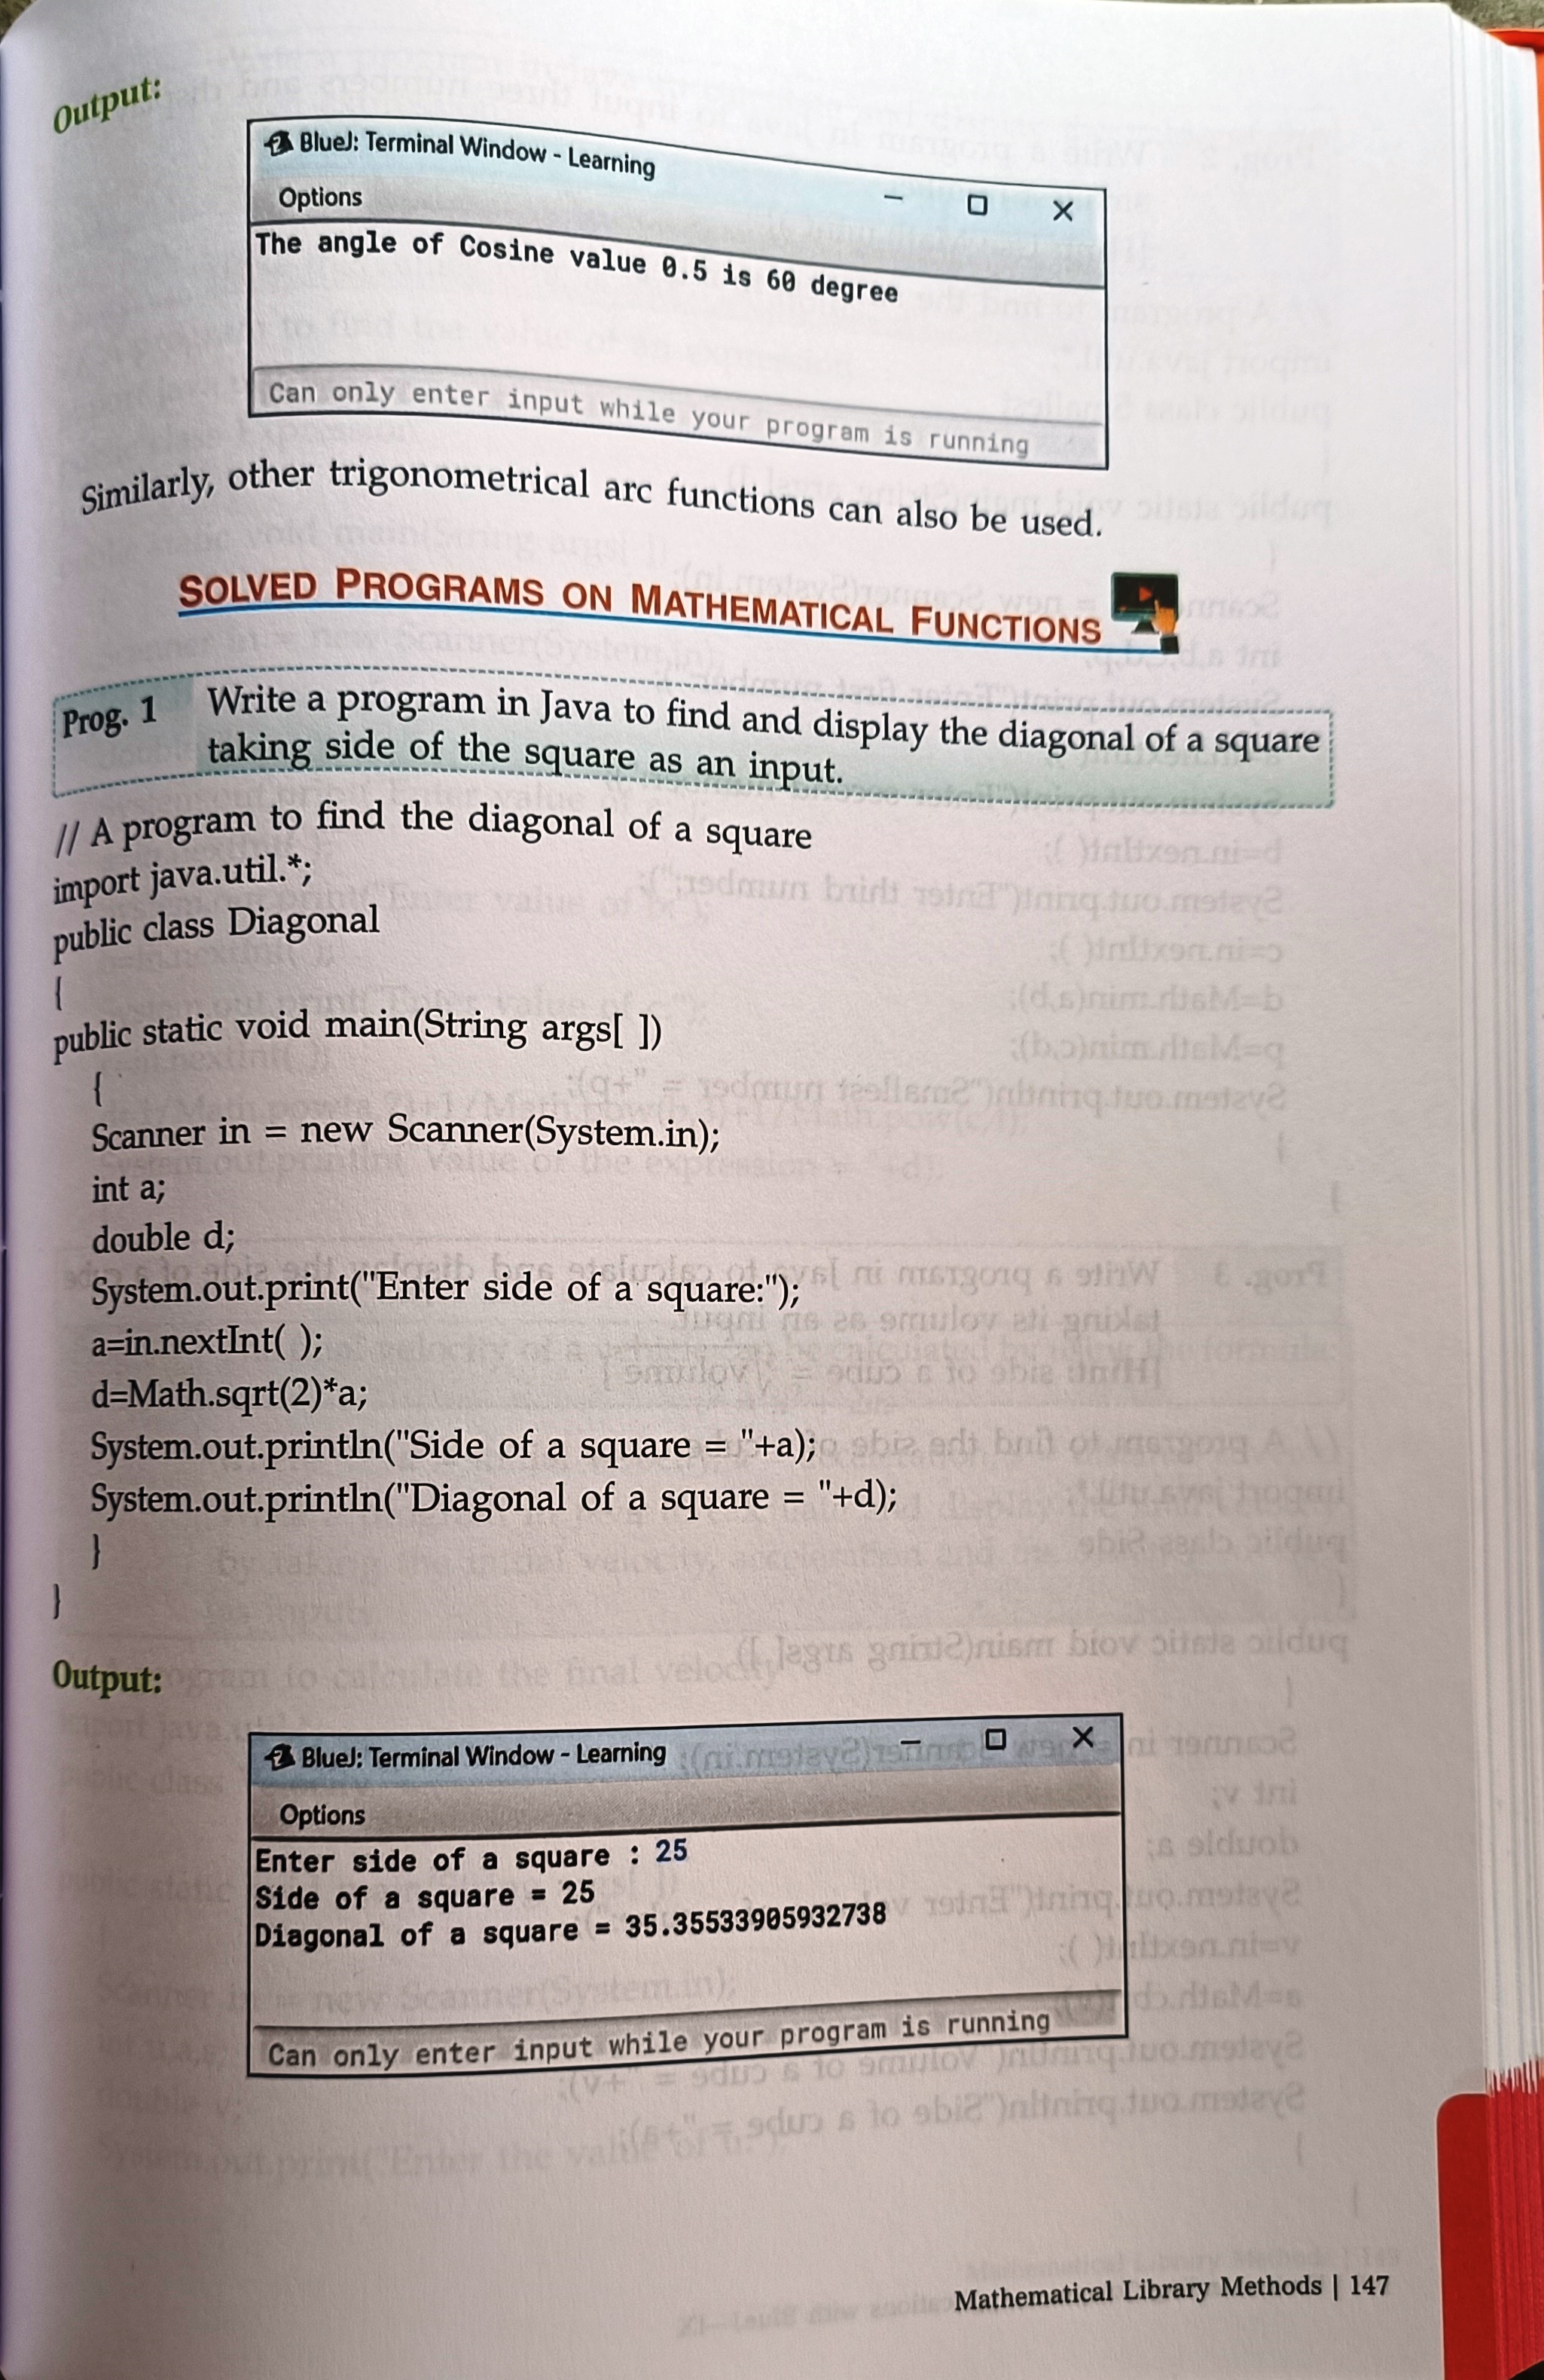 Output:
BlueJ: Terminal Window - Learning
Options
The angle of Cosine value 0.5 is 60 degree
Can only enter input while your program is running
Similarly, other trigonometrical arc functions can also be used.
SOLVED PROGRAMS ON MATHEMATICAL FUNCTIONS
Prog. 1 Write a program in Java to find and display the diagonal of a square
taking side of the square as an input.
// A program to find the diagonal of a square
import java.util.*;
public class Diagonal
{
public static void main(String args[ ])
{
Scanner in = new Scanner(System.in);
int a;
double d;
System.out.print("Enter side of a square:");
a=in.nextInt( );
d=Math.sqrt(2)*a;
System.out.println("Side of a square = "+a);
System.out.println("Diagonal of a square = "+d);
}
}
Output:
BlueJ: Terminal Window - Learning
Options
Enter side of a square : 25
Side of a square = 25
Diagonal of a square = 35.35533905932738
Can only enter input while your program is running
Mathematical Library Methods | 147